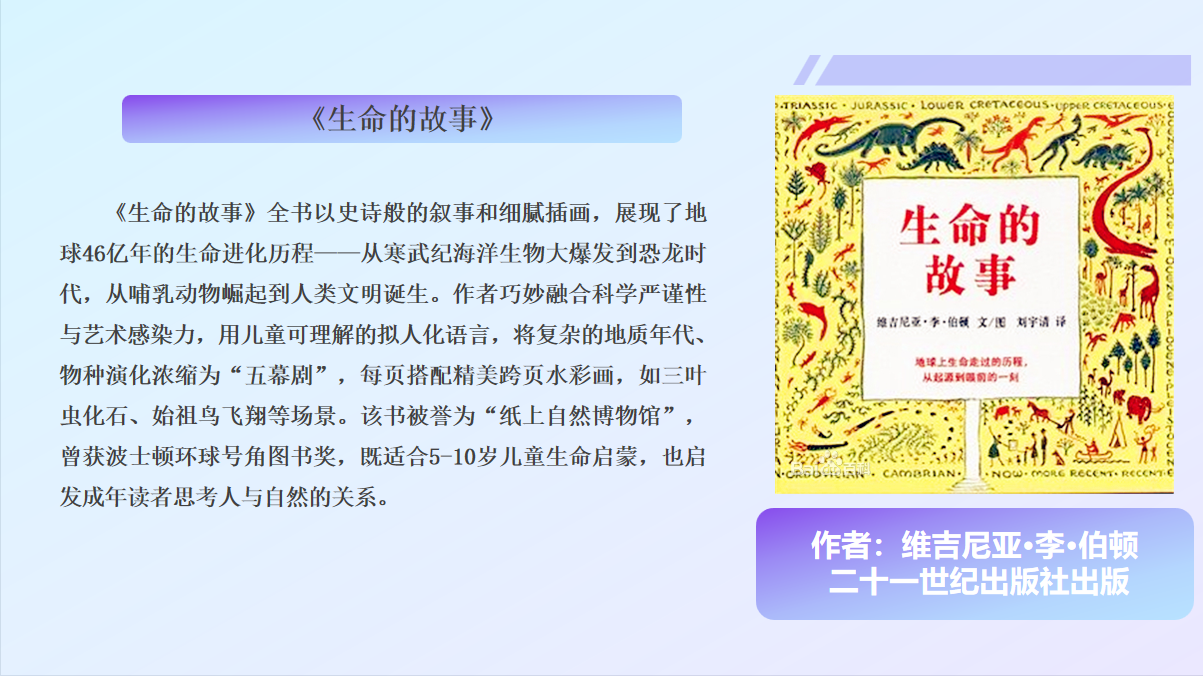 《生命的故事》
《生命的故事》全书以史诗般的叙事和细腻插画，展现了地
球46亿年的生命进化历程——从寒武纪海洋生物大爆发到恐龙时
代，从哺乳动物崛起到人类文明诞生。作者巧妙融合科学严谨性
与艺术感染力，用儿童可理解的拟人化语言，将复杂的地质年代、
物种演化浓缩为“五幕剧”，每页搭配精美跨页水彩画，如三叶
虫化石、始祖鸟飞翔等场景。该书被誉为“纸上自然博物馆”，
曾获波士顿环球号角图书奖，既适合5-10岁儿童生命启蒙，也启
发成年读者思考人与自然的关系。
TRIASSIC · JURASSIC · LOWER CRETACEOUS · UPPER CRETACEOUS
生命的
故事
维吉尼亚·李·伯顿 文/图 刘宇清 译
地球上生命走过的历程，
从起源到眼前的一刻
ORDOVICIAN · CAMBRIAN · NOW MORE RECENT · RECENT
作者：维吉尼亚·李·伯顿
二十一世纪出版社出版